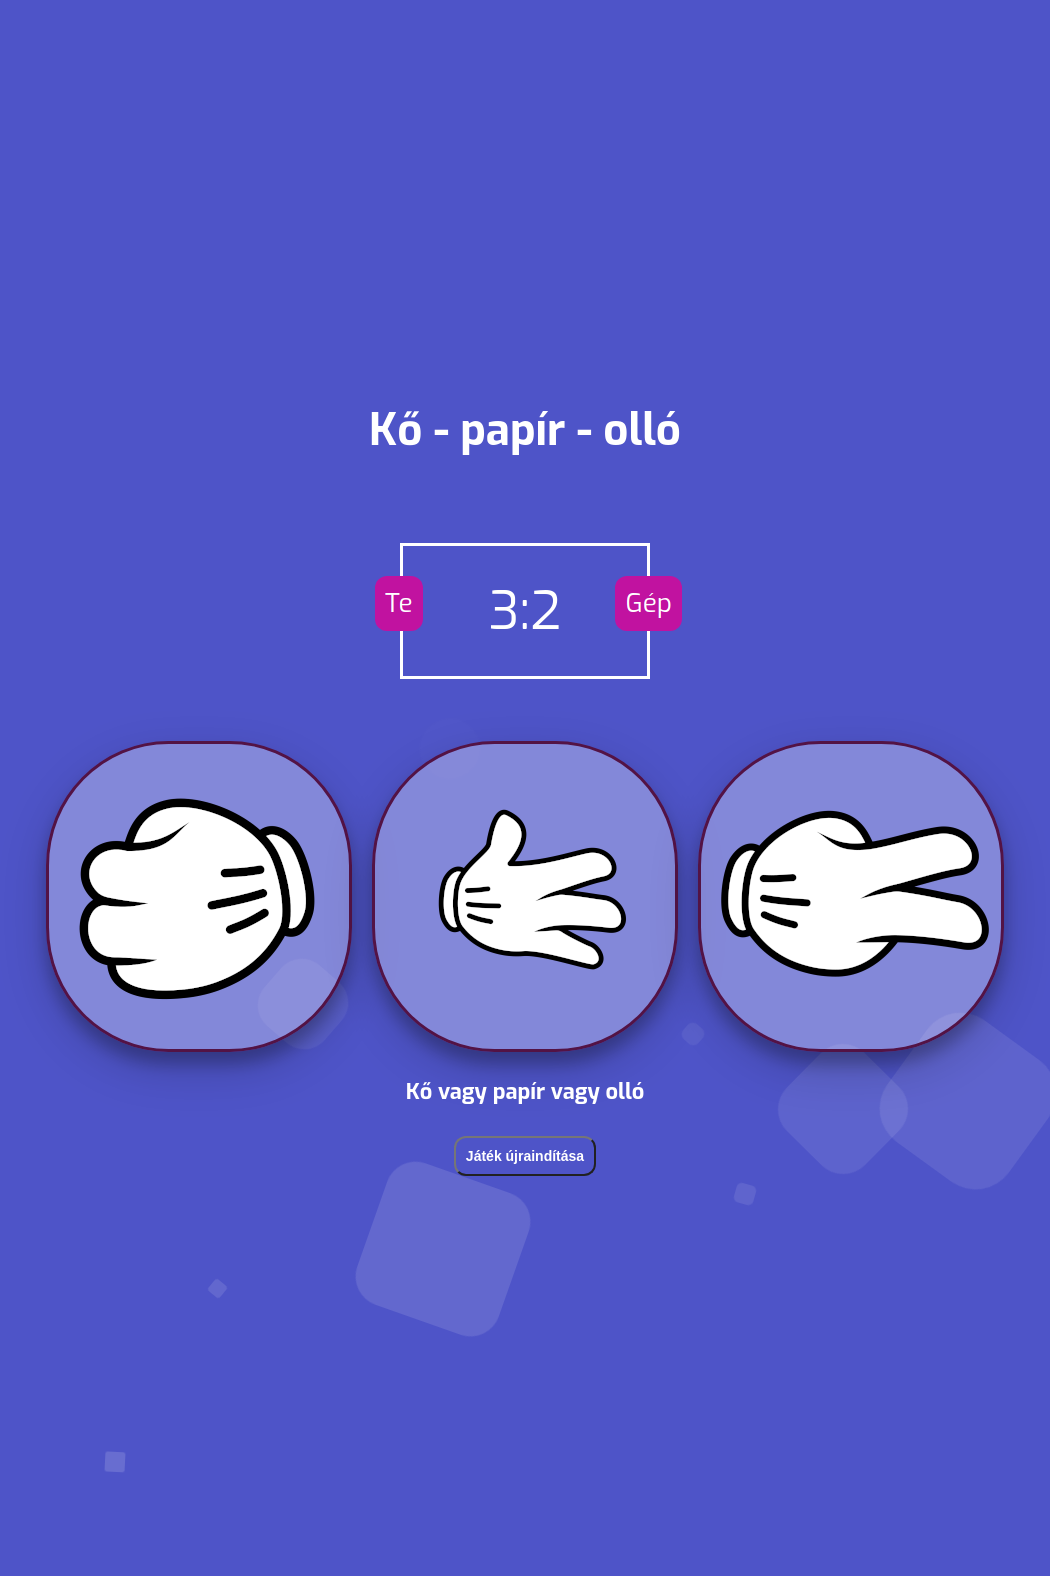 Kő - papír - olló
Te
3:2
Gép
Kő vagy papír vagy olló
Játék újraindítása